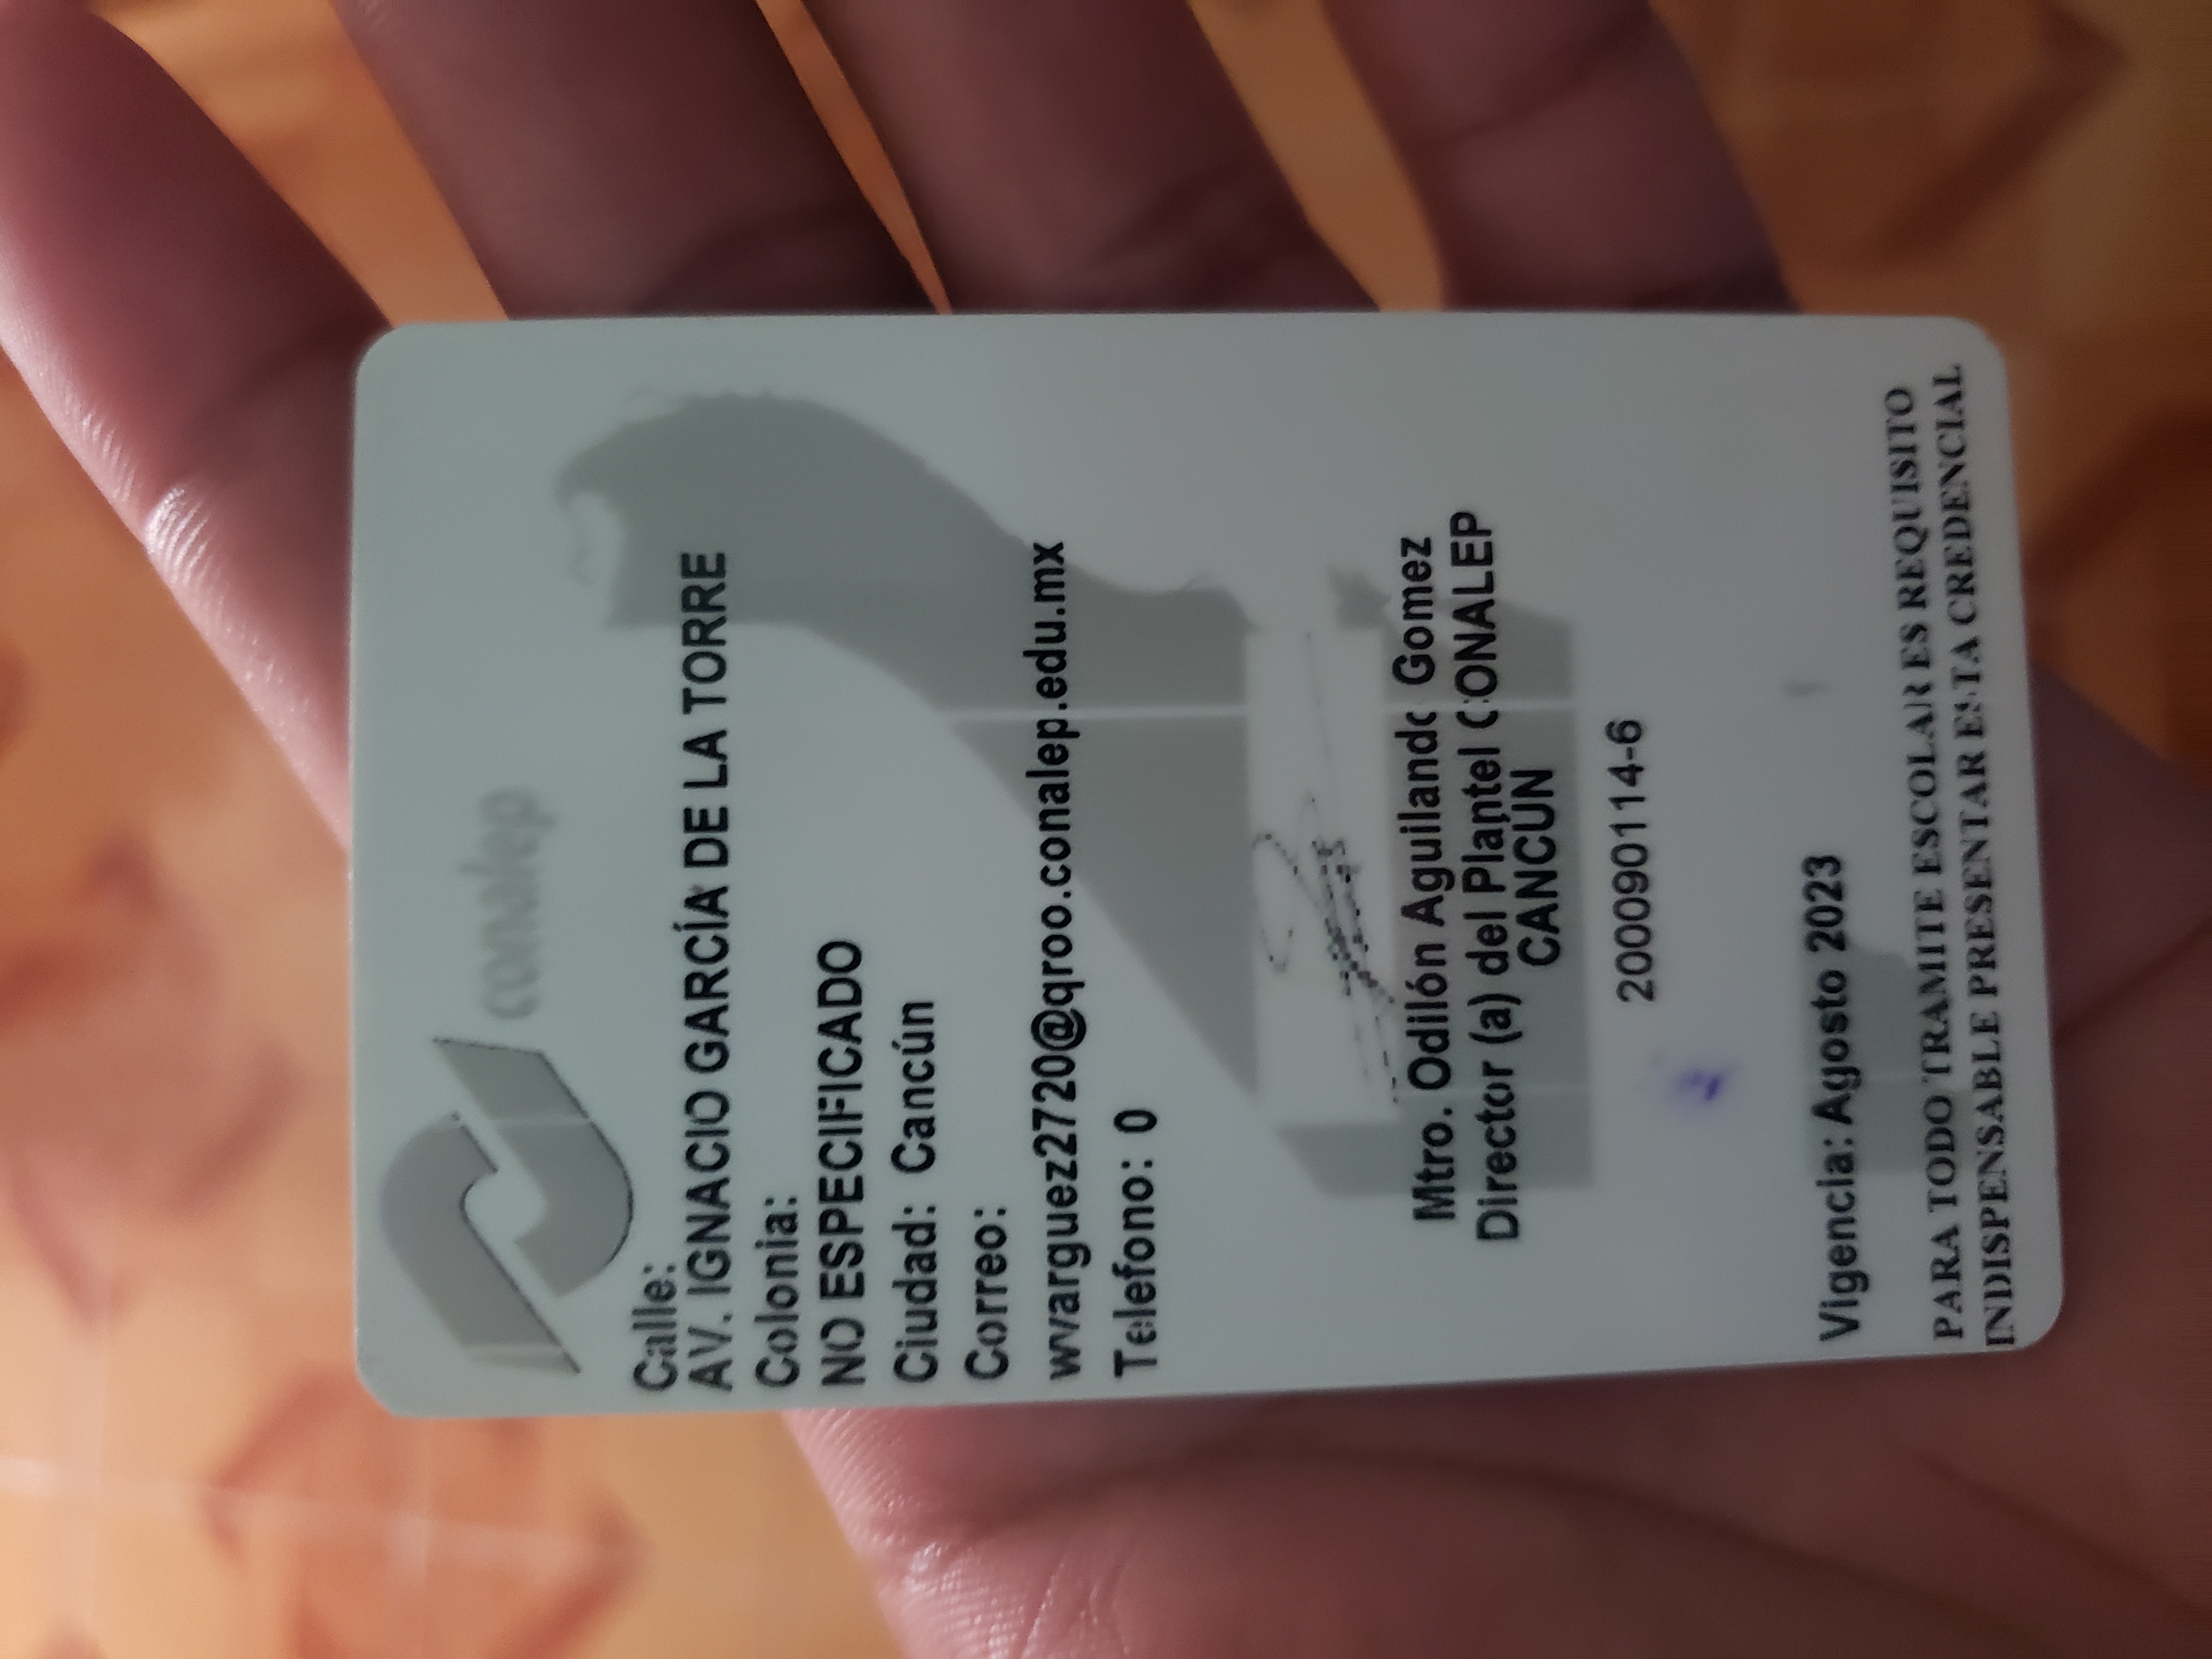 conalep
Calle:
AV. IGNACIO GARCÍA DE LA TORRE
Colonia:
NO ESPECIFICADO
Ciudad: Cancún
Correo:
wvarguez2720@qroo.conalep.edu.mx
Telefono: 0
Mtro. Odilón Aguilando Gomez
Director (a) del Plantel CONALEP
CANCÚN
200090114-6
Vigencia: Agosto 2023
PARA TODO TRAMITE ESCOLAR ES REQUISITO
INDISPENSABLE PRESENTAR ESTA CREDENCIAL